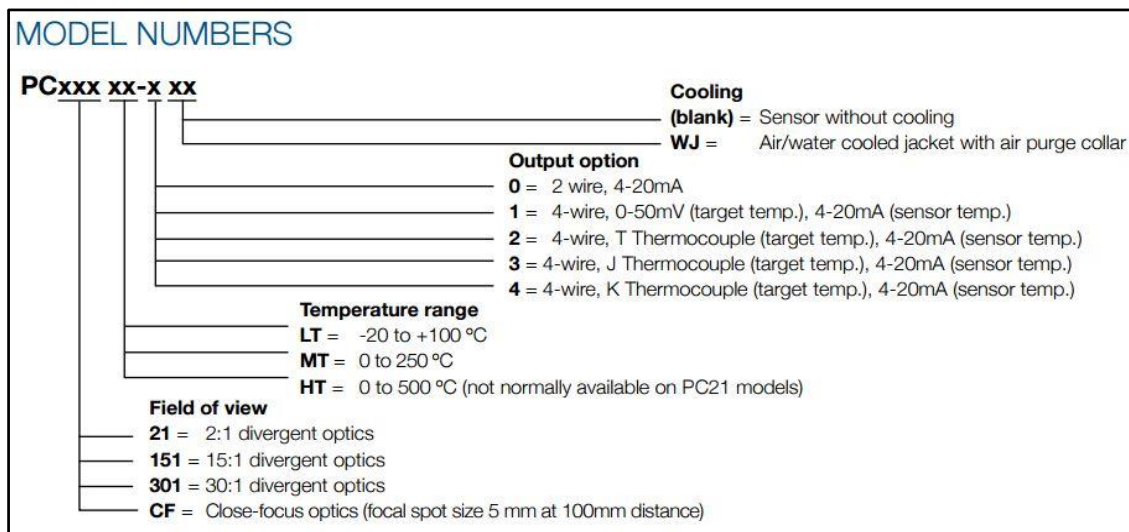 MODEL NUMBERS
PCxxx xx-x xx
Cooling
(blank) = Sensor without cooling
WJ = Air/water cooled jacket with air purge collar
Output option
0 = 2 wire, 4-20mA
1 = 4-wire, 0-50mV (target temp.), 4-20mA (sensor temp.)
2 = 4-wire, T Thermocouple (target temp.), 4-20mA (sensor temp.)
3 = 4-wire, J Thermocouple (target temp.), 4-20mA (sensor temp.)
4 = 4-wire, K Thermocouple (target temp.), 4-20mA (sensor temp.)
Temperature range
LT = -20 to +100 ºC
MT = 0 to 250 ºC
HT = 0 to 500 ºC (not normally available on PC21 models)
Field of view
21 = 2:1 divergent optics
151 = 15:1 divergent optics
301 = 30:1 divergent optics
CF = Close-focus optics (focal spot size 5 mm at 100mm distance)